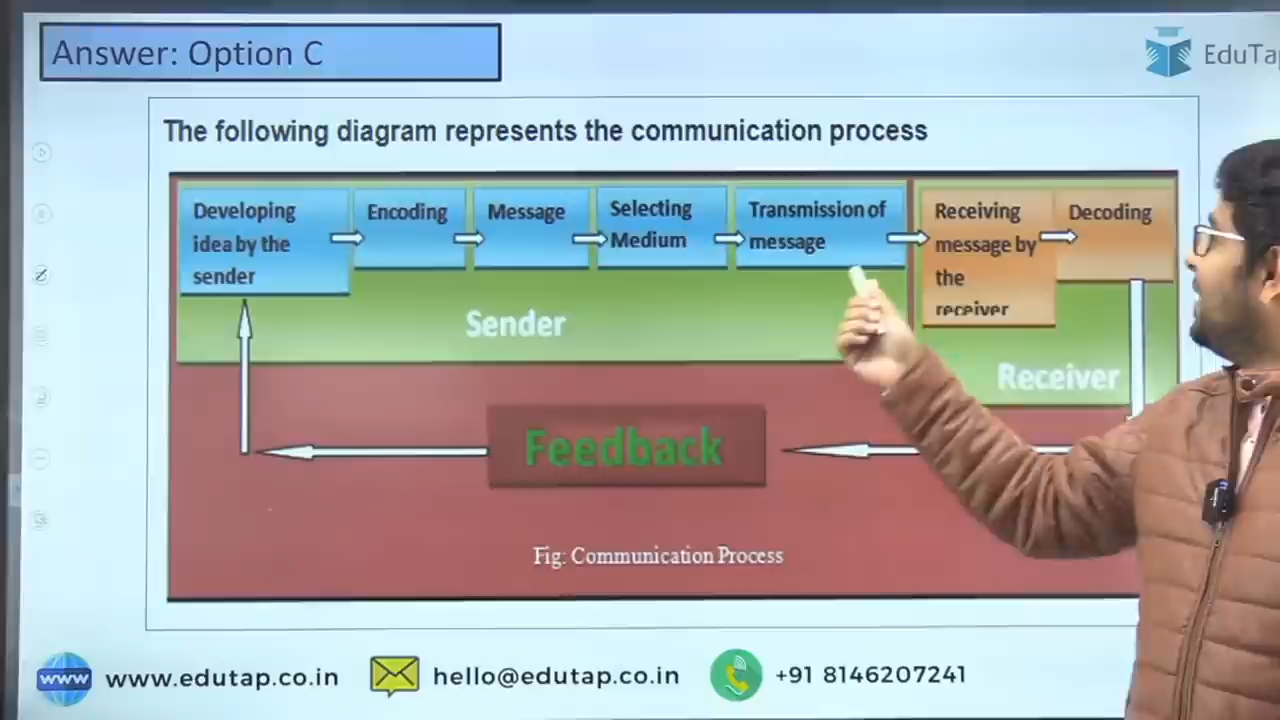 Answer: Option C
EduTa
The following diagram represents the communication process
Developing
idea by the
sender
Encoding
Message
Selecting
Medium
Transmission of
message
Receiving
message by
the
receiver
Decoding
Sender
Receiver
Feedback
Fig: Communication Process
www
www.edutap.co.in
hello@edutap.co.in
+91 8146207241